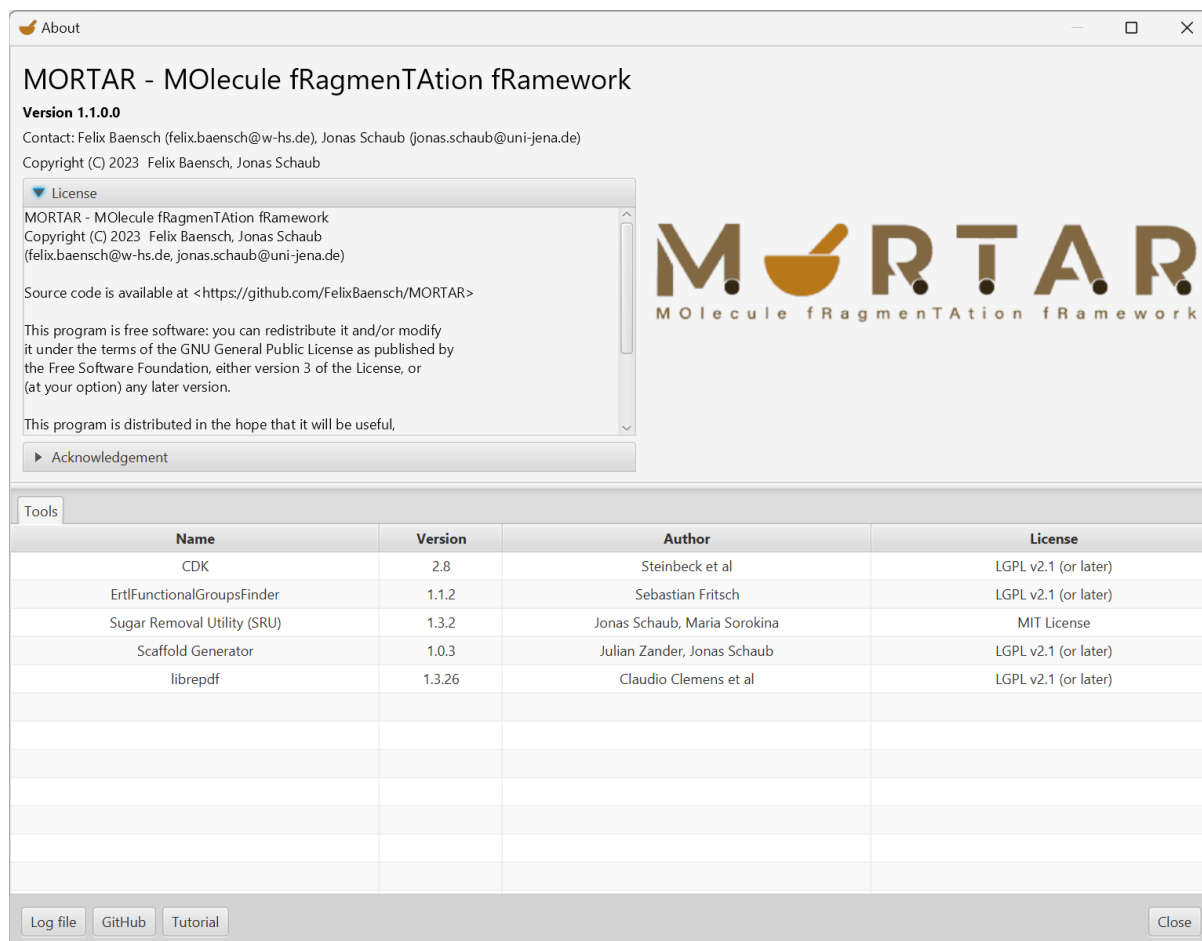 About
MORTAR - MOlecule fRagmenTAtion fRamework
Version 1.1.0.0
Contact: Felix Baensch (felix.baensch@w-hs.de), Jonas Schaub (jonas.schaub@uni-jena.de)
Copyright (C) 2023  Felix Baensch, Jonas Schaub
License
MORTAR - MOlecule fRagmenTAtion fRamework
Copyright (C) 2023  Felix Baensch, Jonas Schaub
(felix.baensch@w-hs.de, jonas.schaub@uni-jena.de)
Source code is available at <https://github.com/FelixBaensch/MORTAR>
This program is free software: you can redistribute it and/or modify
it under the terms of the GNU General Public License as published by
the Free Software Foundation, either version 3 of the License, or
(at your option) any later version.
This program is distributed in the hope that it will be useful,
Acknowledgement
MORTAR
MOlecule fRagmenTAtion fRamework
Tools
Name Version Author License
CDK 2.8 Steinbeck et al LGPL v2.1 (or later)
ErtlFunctionalGroupsFinder 1.1.2 Sebastian Fritsch LGPL v2.1 (or later)
Sugar Removal Utility (SRU) 1.3.2 Jonas Schaub, Maria Sorokina MIT License
Scaffold Generator 1.0.3 Julian Zander, Jonas Schaub LGPL v2.1 (or later)
librepdf 1.3.26 Claudio Clemens et al LGPL v2.1 (or later)
Log file GitHub Tutorial Close